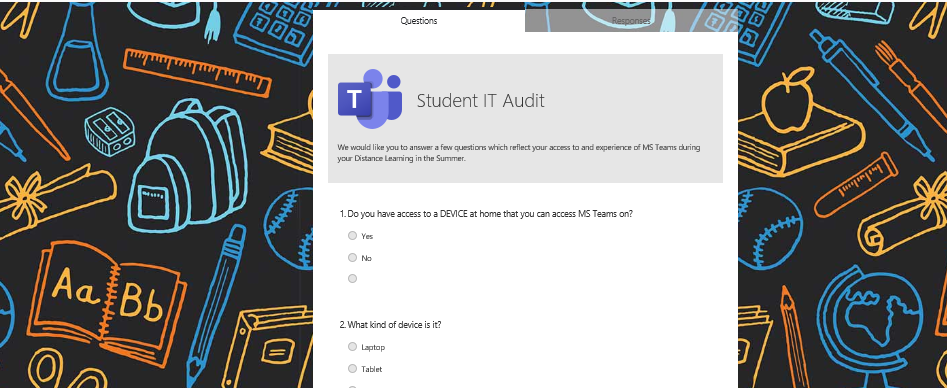 Questions
Responses
T
Student IT Audit
We would like you to answer a few questions which reflect your access to and experience of MS Teams during
your Distance Learning in the Summer.
1. Do you have access to a DEVICE at home that you can access MS Teams on?
Yes
No
2. What kind of device is it?
Laptop
Tablet
Aa
Bb